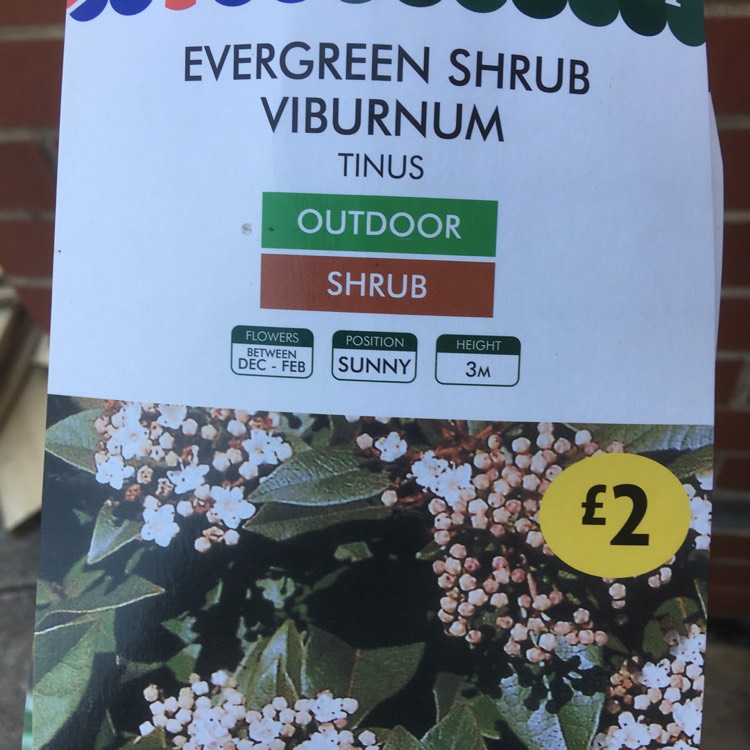 EVERGREEN SHRUB
VIBURNUM
TINUS
OUTDOOR
SHRUB
FLOWERS
BETWEEN
DEC - FEB
POSITION
SUNNY
HEIGHT
3M
£2